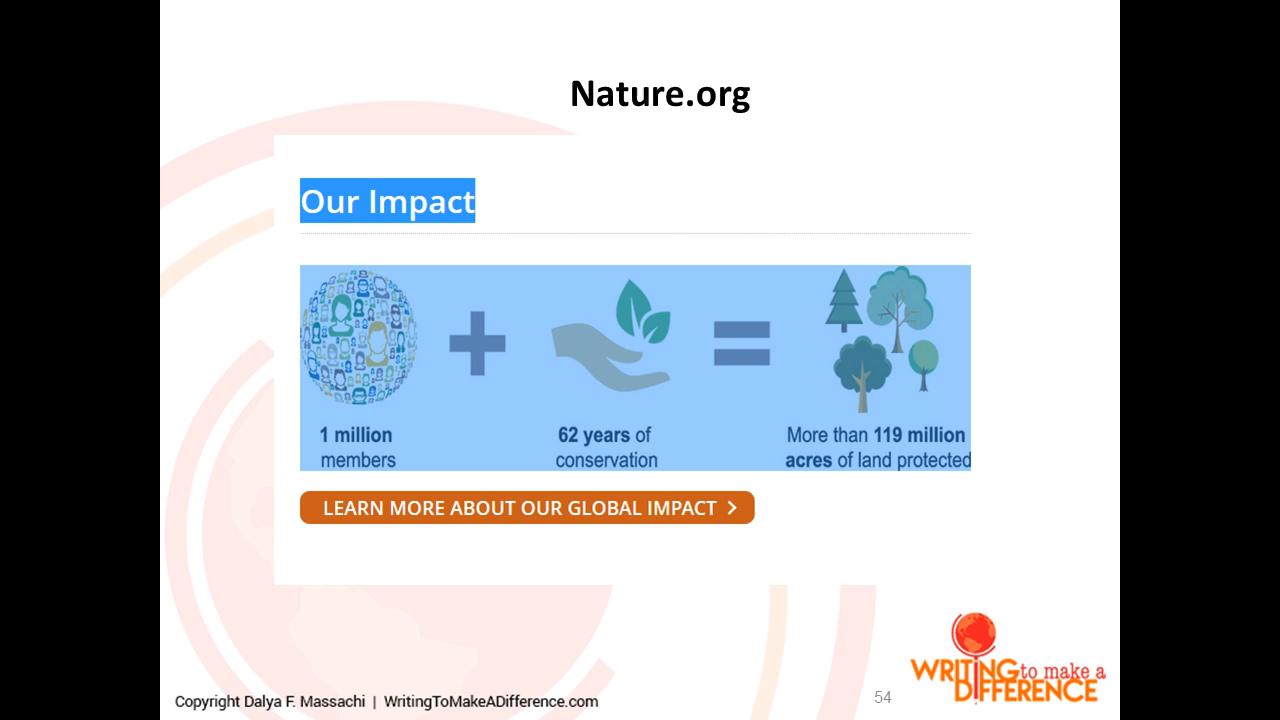 Nature.org
Our Impact
1 million
members
62 years of
conservation
More than 119 million
acres of land protected
LEARN MORE ABOUT OUR GLOBAL IMPACT >
Copyright Dalya F. Massachi | WritingToMakeADifference.com
54
WRITING to make a
DIFFERENCE